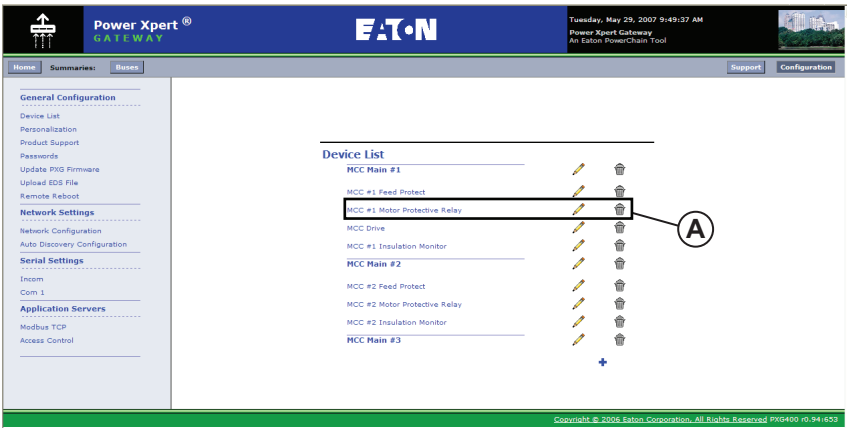 Power Xpert ®
GATEWAY
EATON
Tuesday, May 29, 2007 9:49:37 AM
Power Xpert Gateway
An Eaton PowerChain Tool
Home Summaries: Buses Support Configuration
General Configuration
Device List
Personalization
Product Support
Passwords
Update PXG Firmware
Upload EDS File
Remote Reboot
Network Settings
Network Configuration
Auto Discovery Configuration
Serial Settings
Incom
Com 1
Application Servers
Modbus TCP
Access Control
Device List
MCC Main #1
MCC #1 Feed Protect
MCC #1 Motor Protective Relay
A
MCC Drive
MCC #1 Insulation Monitor
MCC Main #2
MCC #2 Feed Protect
MCC #2 Motor Protective Relay
MCC #2 Insulation Monitor
MCC Main #3
Copyright © 2006 Eaton Corporation. All Rights Reserved PXG400 r0.94:653